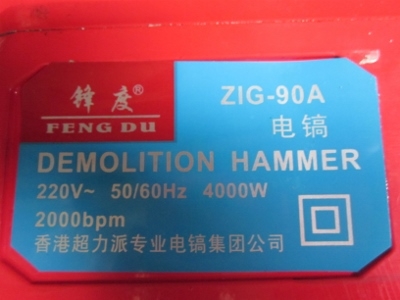 锋度®
FENG DU
ZIG-90A
电镐
DEMOLITION HAMMER
220V~ 50/60Hz 4000W
2000bpm
香港超力派专业电镐集团公司